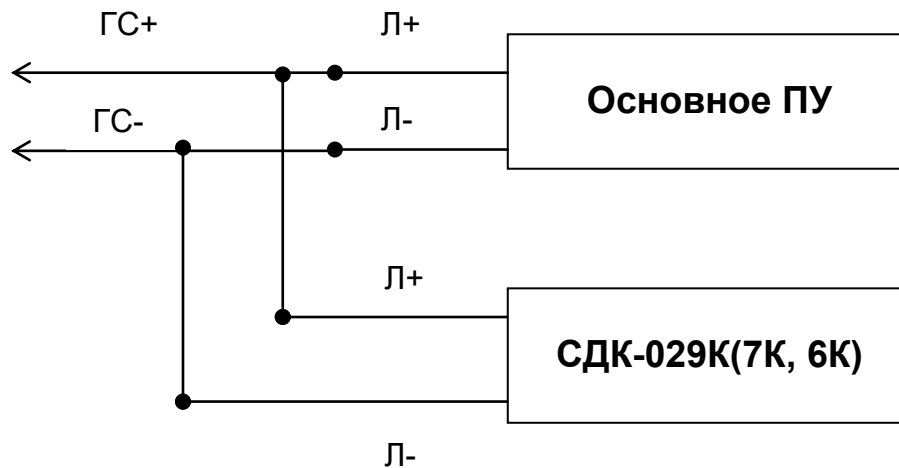 ГС+ Л+
Основное ПУ
ГС- Л-
Л+
СДК-029К(7К, 6К)
Л-